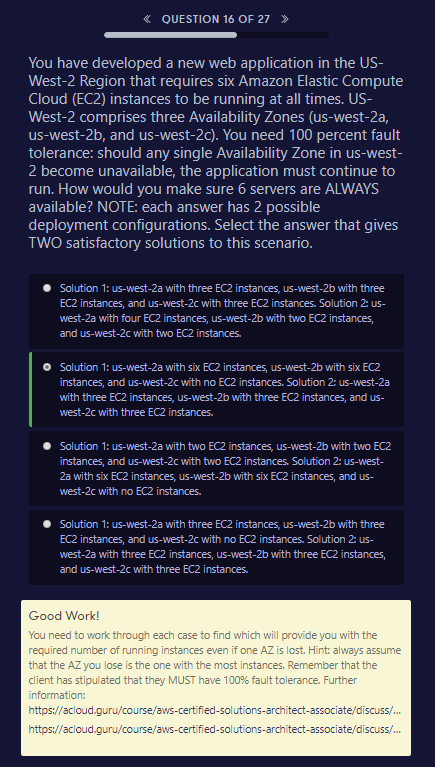 « QUESTION 16 OF 27 »
You have developed a new web application in the US-
West-2 Region that requires six Amazon Elastic Compute
Cloud (EC2) instances to be running at all times. US-
West-2 comprises three Availability Zones (us-west-2a,
us-west-2b, and us-west-2c). You need 100 percent fault
tolerance: should any single Availability Zone in us-west-
2 become unavailable, the application must continue to
run. How would you make sure 6 servers are ALWAYS
available? NOTE: each answer has 2 possible
deployment configurations. Select the answer that gives
TWO satisfactory solutions to this scenario.
Solution 1: us-west-2a with three EC2 instances, us-west-2b with three
EC2 instances, and us-west-2c with three EC2 instances. Solution 2: us-
west-2a with four EC2 instances, us-west-2b with two EC2 instances,
and us-west-2c with two EC2 instances.
Solution 1: us-west-2a with six EC2 instances, us-west-2b with six EC2
instances, and us-west-2c with no EC2 instances. Solution 2: us-west-2a
with three EC2 instances, us-west-2b with three EC2 instances, and us-
west-2c with three EC2 instances.
Solution 1: us-west-2a with two EC2 instances, us-west-2b with two EC2
instances, and us-west-2c with two EC2 instances. Solution 2: us-west-
2a with six EC2 instances, us-west-2b with six EC2 instances, and us-
west-2c with no EC2 instances.
Solution 1: us-west-2a with three EC2 instances, us-west-2b with three
EC2 instances, and us-west-2c with no EC2 instances. Solution 2: us-
west-2a with three EC2 instances, us-west-2b with three EC2 instances,
and us-west-2c with three EC2 instances.
Good Work!
You need to work through each case to find which will provide you with the
required number of running instances even if one AZ is lost. Hint: always assume
that the AZ you lose is the one with the most instances. Remember that the
client has stipulated that they MUST have 100% fault tolerance. Further
information:
https://acloud.guru/course/aws-certified-solutions-architect-associate/discuss/...
https://acloud.guru/course/aws-certified-solutions-architect-associate/discuss/...